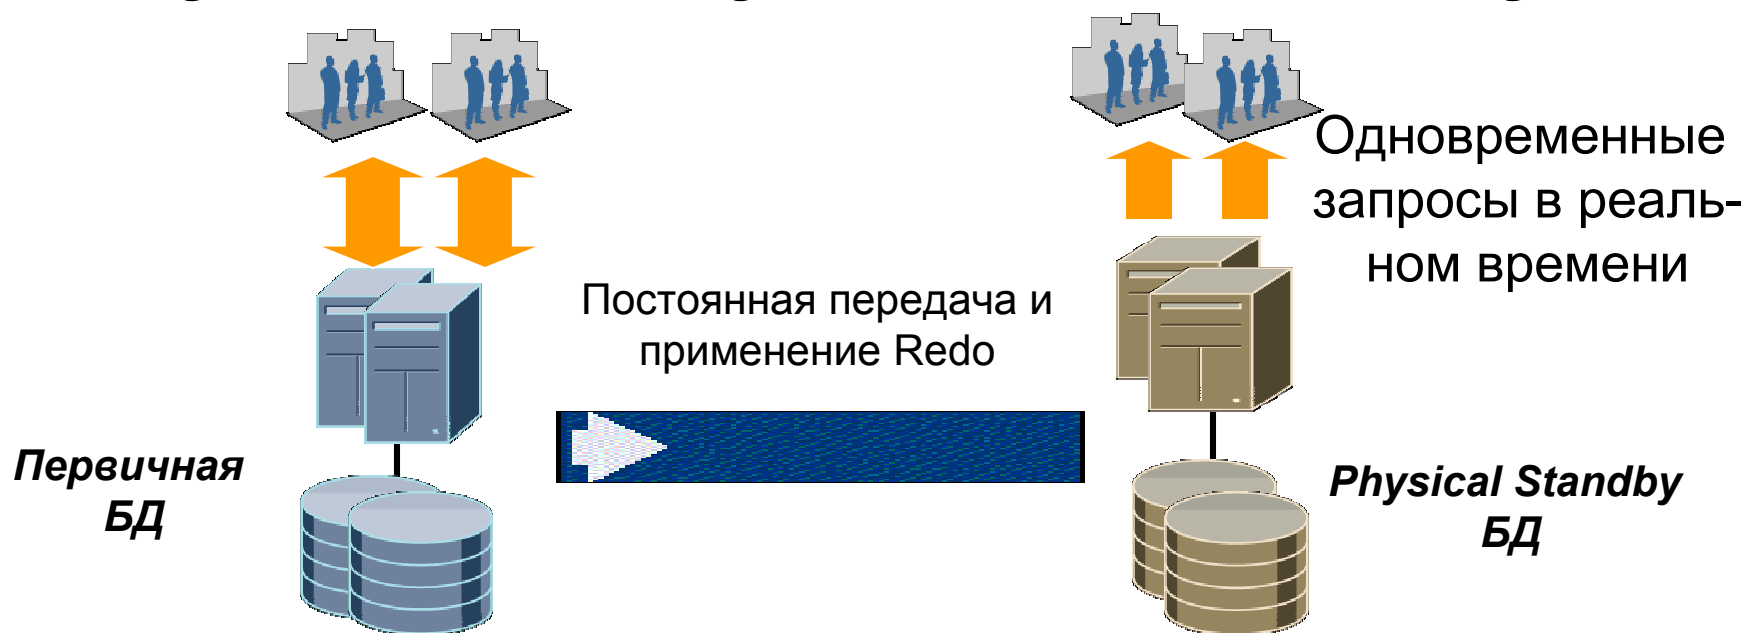 Одновременные
запросы в реаль-
ном времени
Постоянная передача и
применение Redo
Первичная
БД
Physical Standby
БД